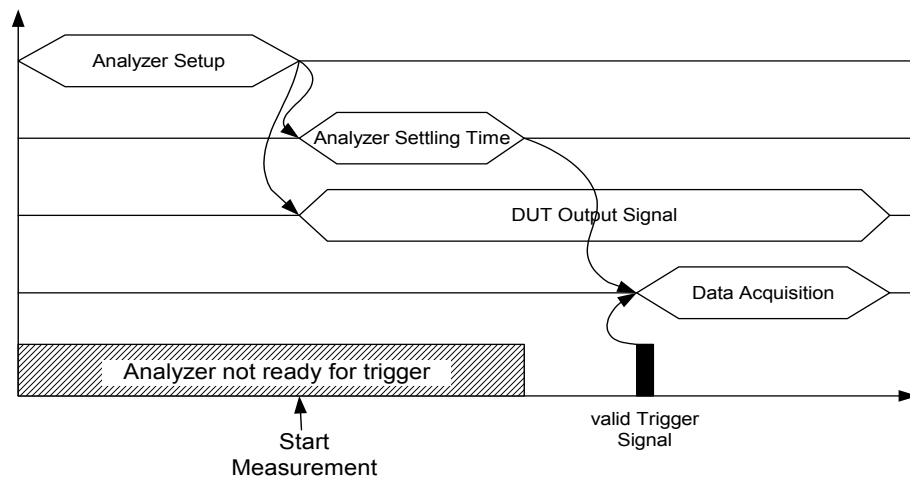 Analyzer Setup
Analyzer Settling Time
DUT Output Signal
Data Acquisition
Analyzer not ready for trigger
valid Trigger
Signal
Start
Measurement